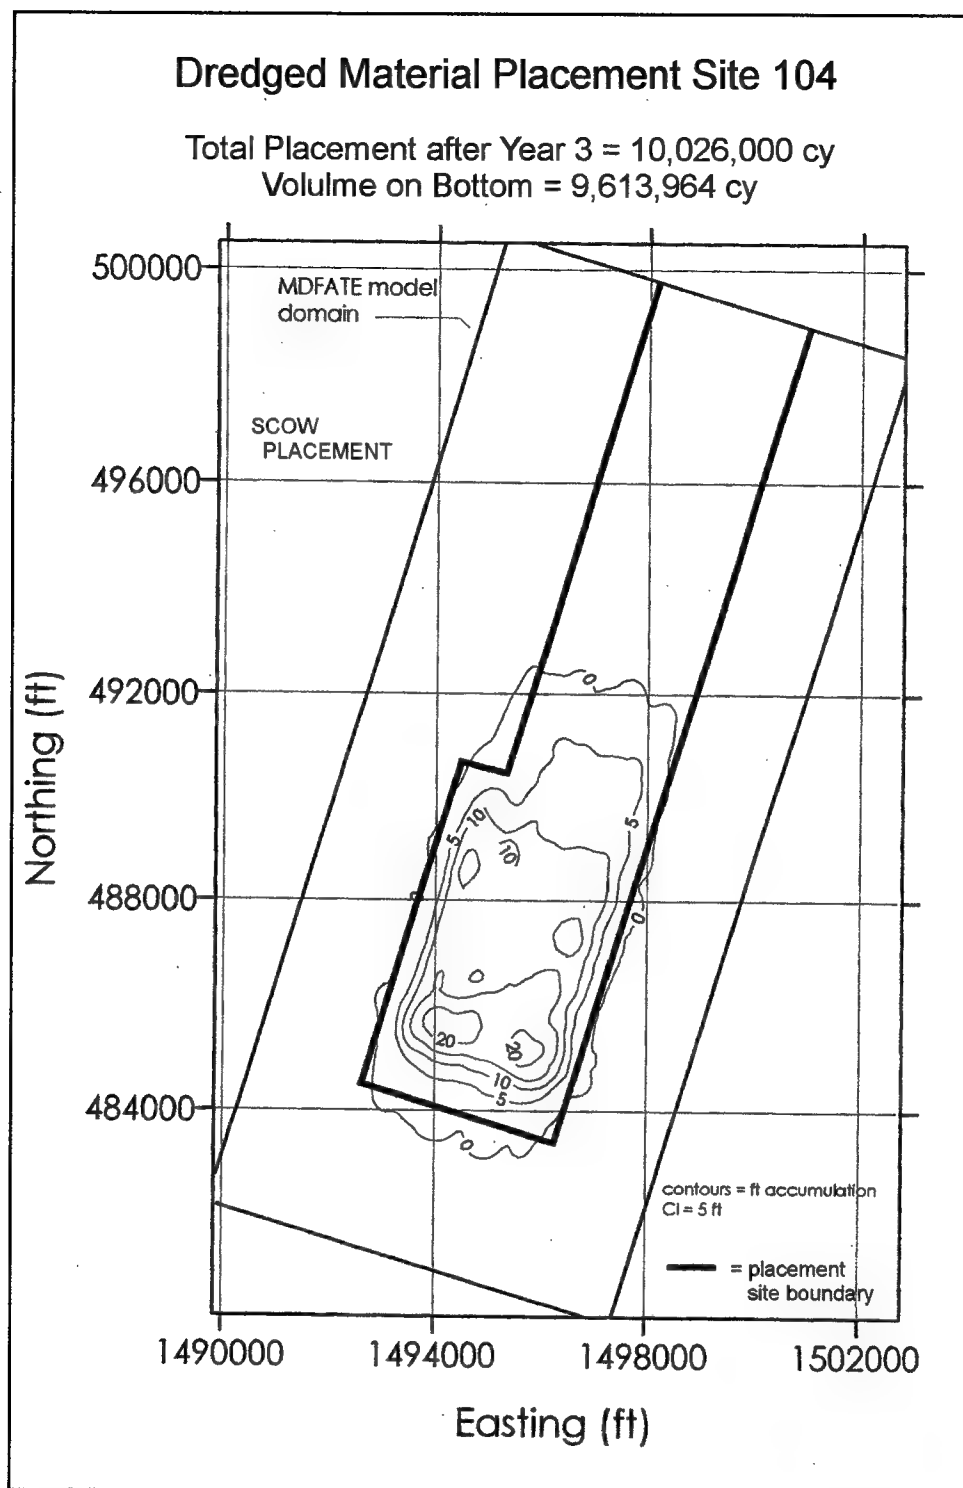 Dredged Material Placement Site 104
Total Placement after Year 3 = 10,026,000 cy
Volulme on Bottom = 9,613,964 cy
500000
MDFATE model
domain
SCOW
PLACEMENT
496000
492000
488000
484000
Northing (ft)
0
5
10
5
10
0
0
20
20
10
5
0
contours = ft accumulation
CI = 5 ft
= placement
site boundary
1490000
1494000
1498000
1502000
Easting (ft)